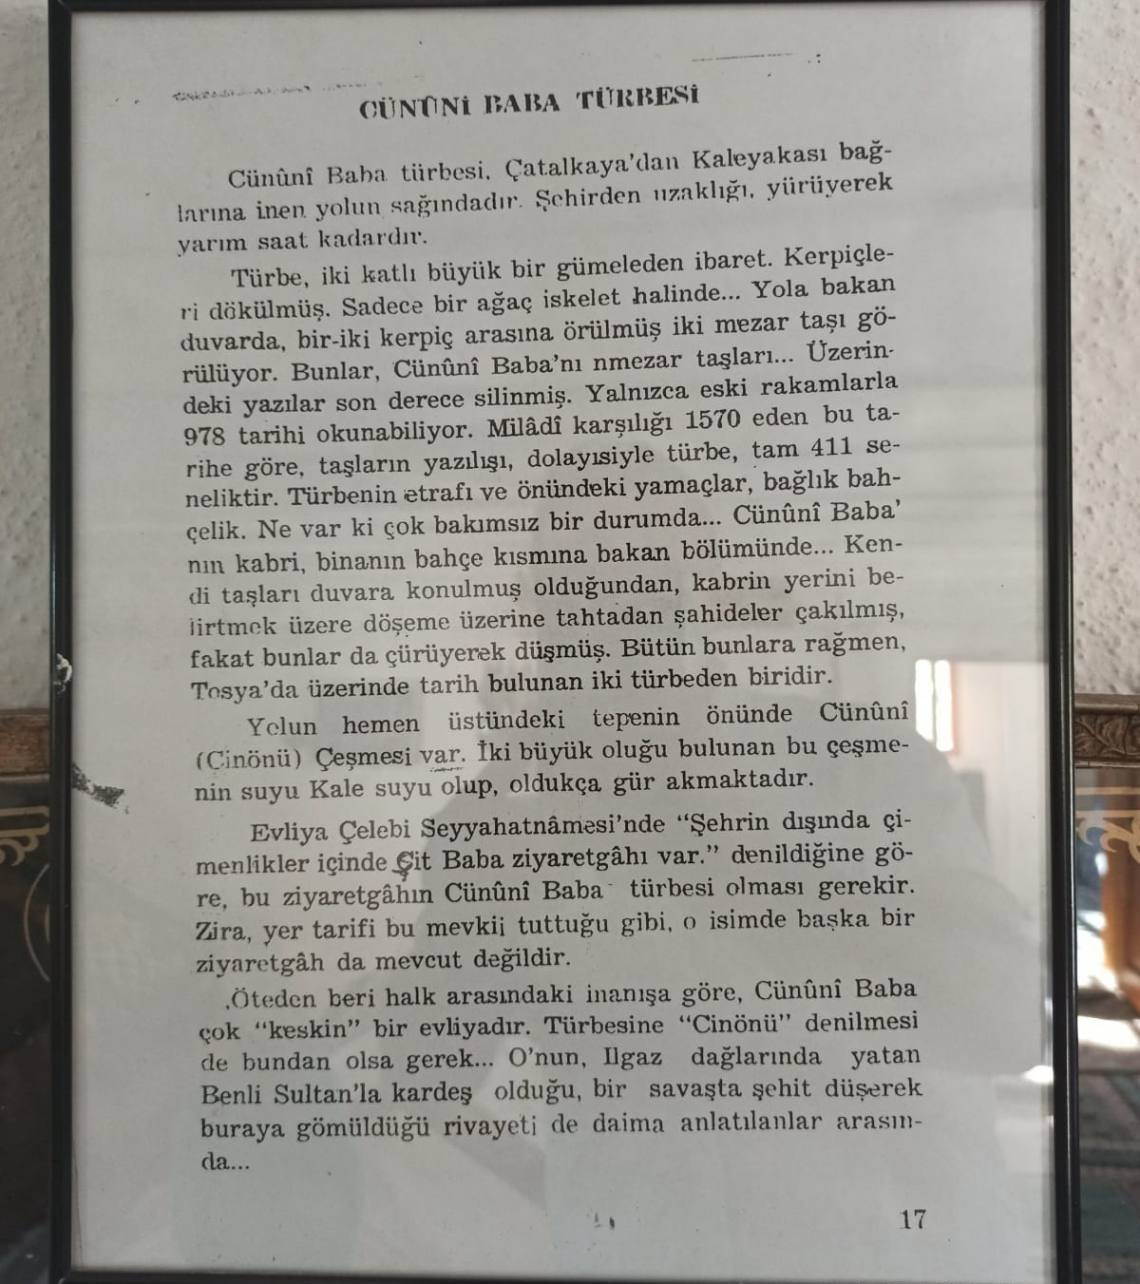 CÜNÛNİ BABA TÜRBESİ
Cünûnî Baba türbesi, Çatalkaya'dan Kaleyakası bağ-
larına inen yolun sağındadır. Şehirden uzaklığı, yürüyerek
yarım saat kadardır.
Türbe, iki katlı büyük bir gümeleden ibaret. Kerpiçle-
ri dökülmüş. Sadece bir ağaç iskelet halinde... Yola bakan
duvarda, bir-iki kerpiç arasına örülmüş iki mezar taşı gö-
rülüyor. Bunlar, Cünûnî Baba'nı nmezar taşları... Üzerin-
deki yazılar son derece silinmiş. Yalnızca eski rakamlarla
978 tarihi okunabiliyor. Milâdî karşılığı 1570 eden bu ta-
rihe göre, taşların yazılışı, dolayısiyle türbe, tam 411 se-
neliktir. Türbenin etrafı ve önündeki yamaçlar, bağlık bah-
çelik. Ne var ki çok bakımsız bir durumda... Cünûnî Baba'
nın kabri, binanın bahçe kısmına bakan bölümünde... Ken-
di taşları duvara konulmuş olduğundan, kabrin yerini be-
lirtmek üzere döşeme üzerine tahtadan şahideler çakılmış,
fakat bunlar da çürüyerek düşmüş. Bütün bunlara rağmen,
Tosya'da üzerinde tarih bulunan iki türbeden biridir.
Yolun hemen üstündeki tepenin önünde Cünûnî
(Cinönü) Çeşmesi var. İki büyük oluğu bulunan bu çeşme-
nin suyu Kale suyu olup, oldukça gür akmaktadır.
Evliya Çelebi Seyyahatnâmesi'nde "Şehrin dışında çi-
menlikler içinde Şit Baba ziyaretgâhı var." denildiğine gö-
re, bu ziyaretgâhın Cünûnî Baba türbesi olması gerekir.
Zira, yer tarifi bu mevkii tuttuğu gibi, o isimde başka bir
ziyaretgâh da mevcut değildir.
Öteden beri halk arasındaki inanışa göre, Cünûnî Baba
çok "keskin" bir evliyadır. Türbesine "Cinönü" denilmesi
de bundan olsa gerek... O'nun, Ilgaz dağlarında yatan
Benli Sultan'la kardeş olduğu, bir savaşta şehit düşerek
buraya gömüldüğü rivayeti de daima anlatılanlar arasın-
da...
17